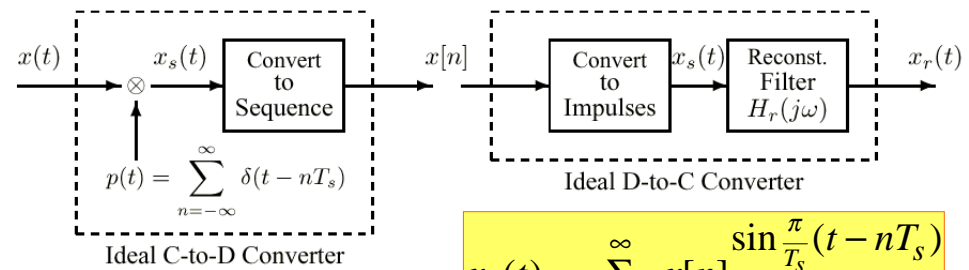 x(t)
x_s(t)
Convert
to
Sequence
x[n]
⊗
p(t) = ∑_{n=-∞}^{∞} δ(t − nT_s)
Ideal C-to-D Converter
Convert
to
Impulses
x_s(t)
Reconst.
Filter
H_r(jω)
x_r(t)
Ideal D-to-C Converter
∞ sin π/T_s (t − nT_s)